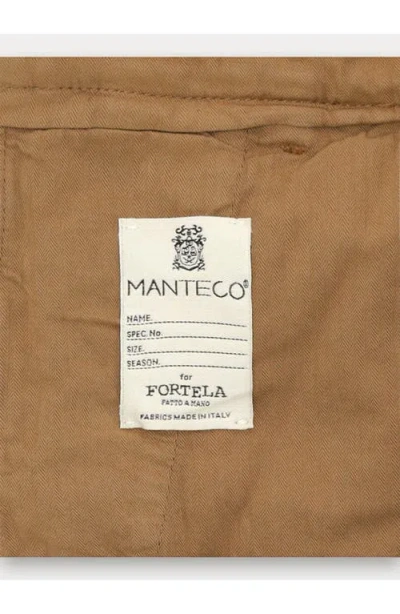 MANTECO®
NAME.
SPEC.No.
SIZE.
SEASON.
for
FORTELA
FATTO A MANO
FABRICS MADE IN ITALY